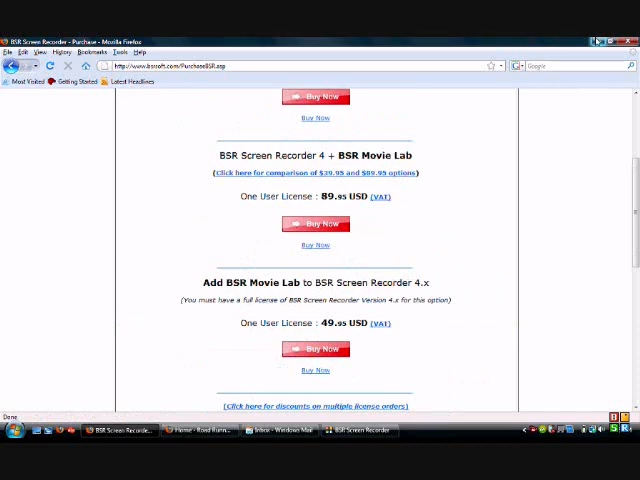 BSR Screen Recorder - Purchase - Mozilla Firefox
File Edit View History Bookmarks Tools Help
http://www.bsrsoft.com/PurchaseBSR.asp
Google
Most Visited Getting Started Latest Headlines
Buy Now
Buy Now
BSR Screen Recorder 4 + BSR Movie Lab
(Click here for comparison of $39.95 and $89.95 options)
One User License : 89.95 USD (VAT)
Buy Now
Buy Now
Add BSR Movie Lab to BSR Screen Recorder 4.x
(You must have a full license of BSR Screen Recorder Version 4.x for this option)
One User License : 49.95 USD (VAT)
Buy Now
Buy Now
(Click here for discounts on multiple license orders)
Done
BSR Screen Recorde... Home - Road Runn... Inbox - Windows Mail BSR Screen Recorder